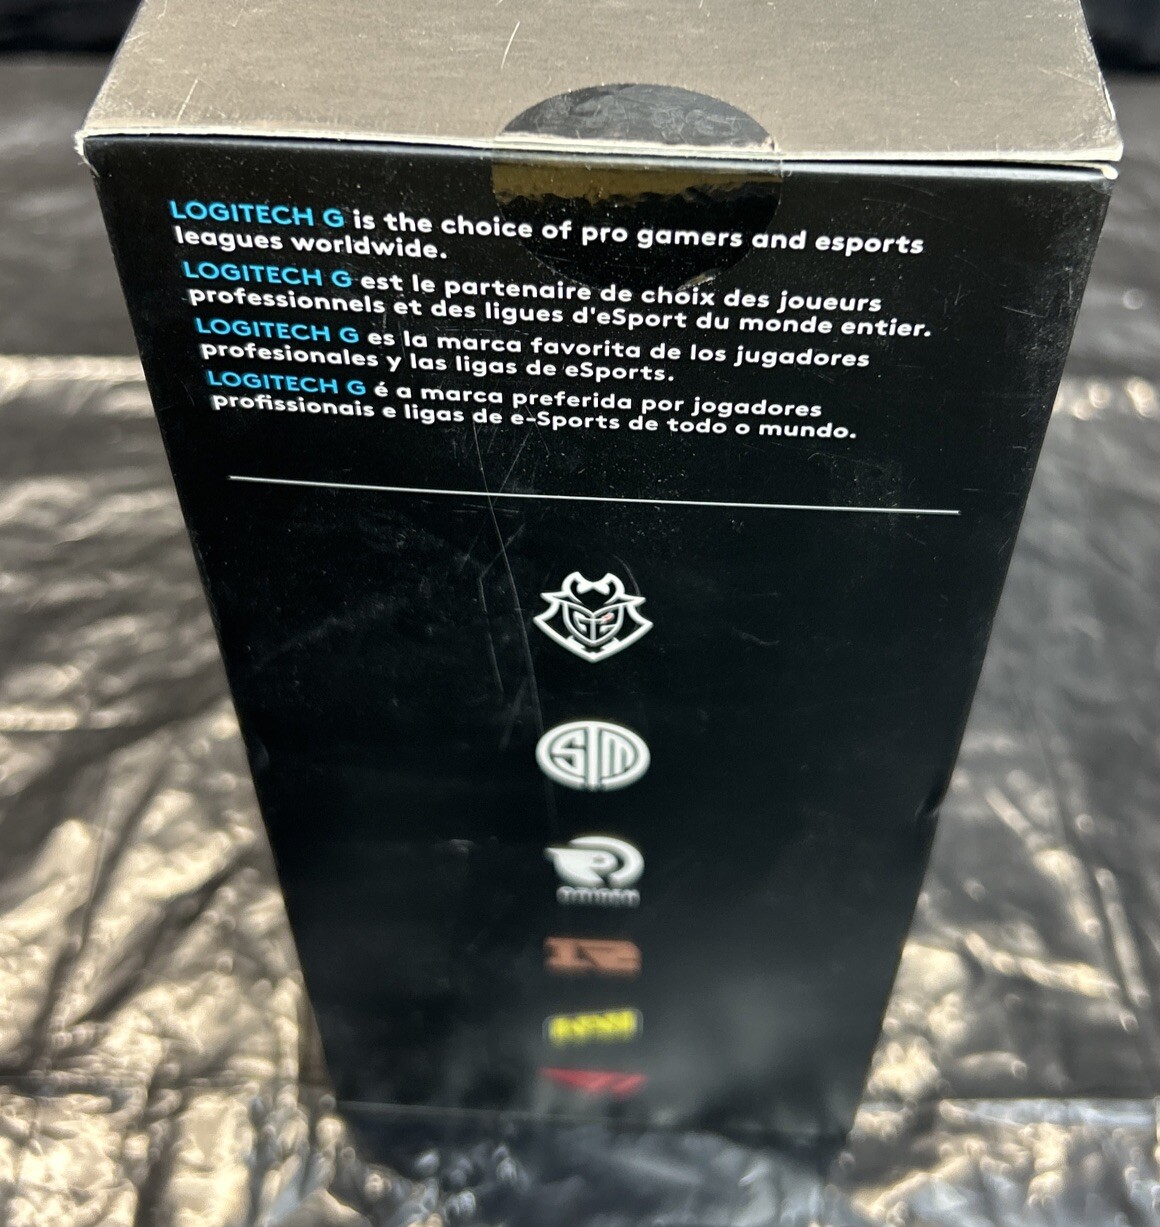 LOGITECH G is the choice of pro gamers and esports
leagues worldwide.
LOGITECH G est le partenaire de choix des joueurs
professionnels et des ligues d'eSport du monde entier.
LOGITECH G es la marca favorita de los jugadores
profesionales y las ligas de eSports.
LOGITECH G é a marca preferida por jogadores
profissionais e ligas de e-Sports de todo o mundo.
G2
TSM